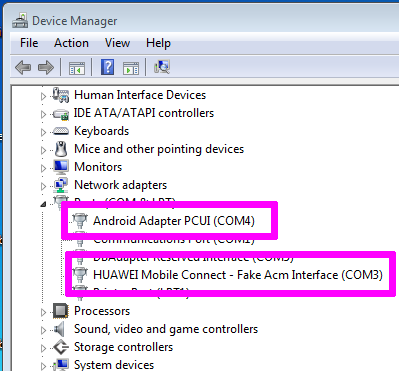 Device Manager
File Action View Help
Human Interface Devices
IDE ATA/ATAPI controllers
Keyboards
Mice and other pointing devices
Monitors
Network adapters
Ports (COM & LPT)
Android Adapter PCUI (COM4)
Communications Port (COM1)
DBAdapter Reserved Interface (COM5)
HUAWEI Mobile Connect - Fake Acm Interface (COM3)
Printer Port (LPT1)
Processors
Sound, video and game controllers
Storage controllers
System devices